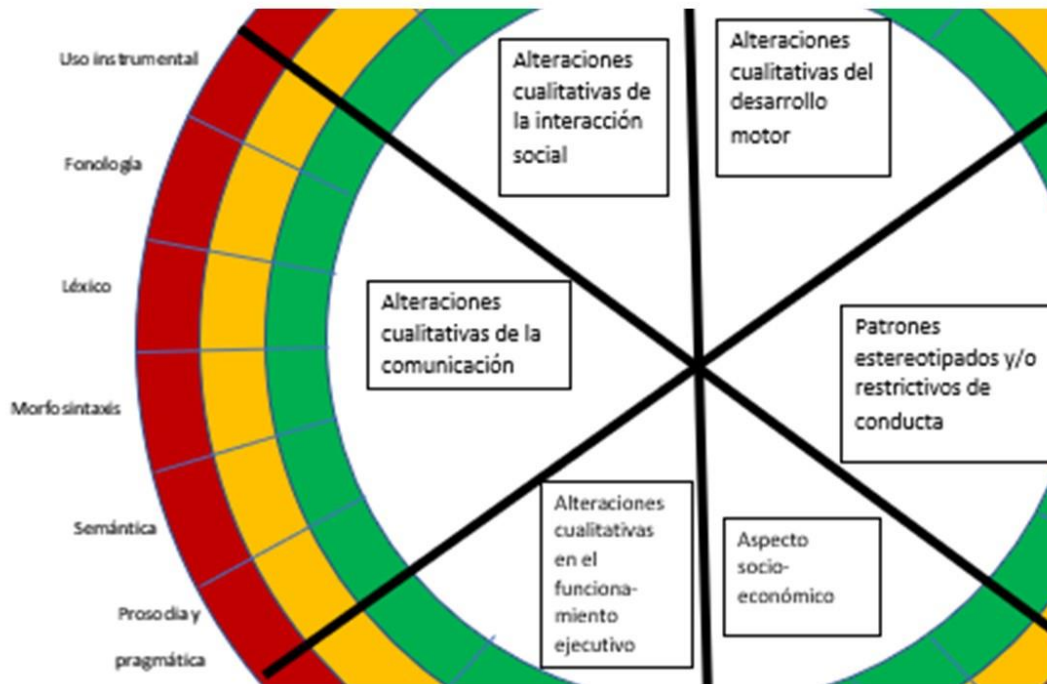 Uso instrumental
Fonología
Léxico
Morfosintaxis
Semántica
Prosodia y
pragmática
Alteraciones
cualitativas de
la interacción
social
Alteraciones
cualitativas del
desarrollo
motor
Alteraciones
cualitativas de la
comunicación
Patrones
estereotipados y/o
restrictivos de
conducta
Alteraciones
cualitativas
en el
funciona-
miento
ejecutivo
Aspecto
socio-
económico